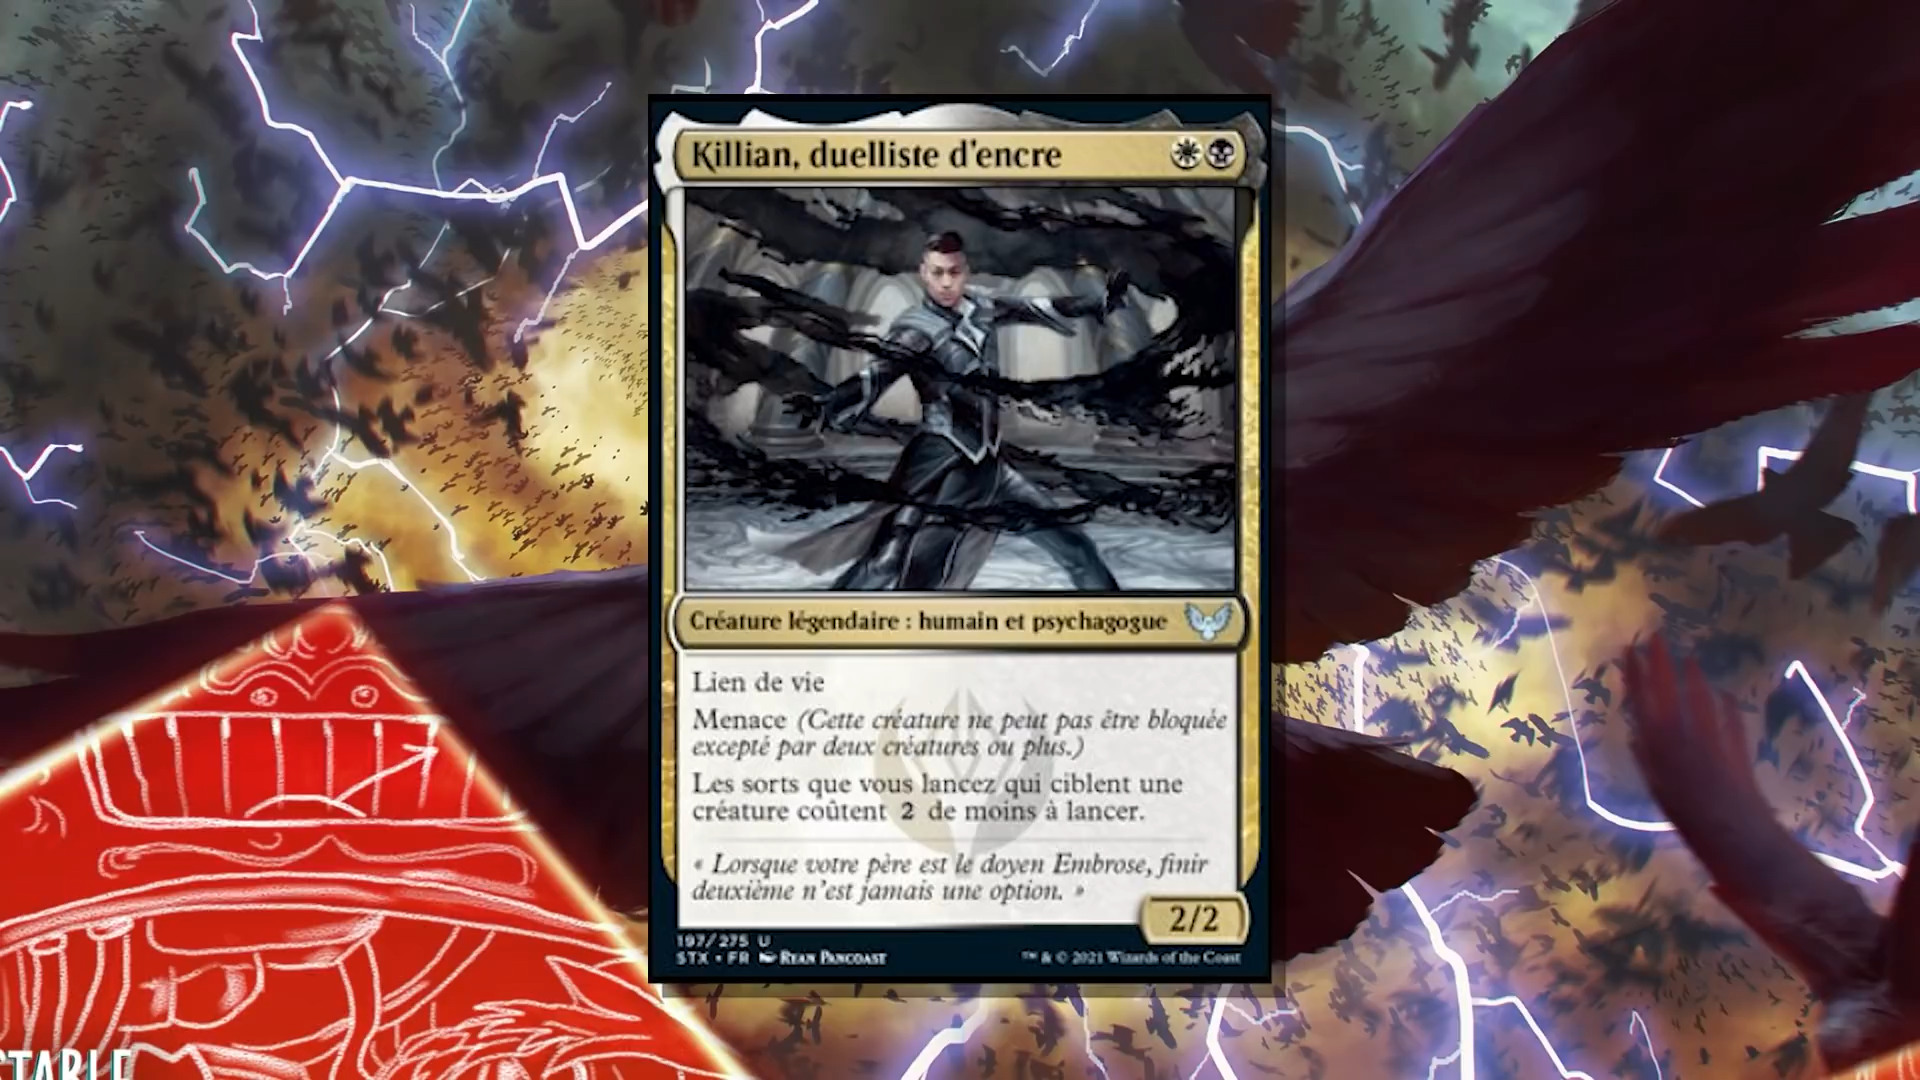 Killian, duelliste d'encre
Créature légendaire : humain et psychagogue
Lien de vie
Menace (Cette créature ne peut pas être bloquée
excepté par deux créatures ou plus.)
Les sorts que vous lancez qui ciblent une
créature coûtent 2 de moins à lancer.
« Lorsque votre père est le doyen Embrose, finir
deuxième n'est jamais une option. »
2/2
197/275 U
STX • FR Ryan Pancoast
™ & © 2021 Wizards of the Coast
STABLE